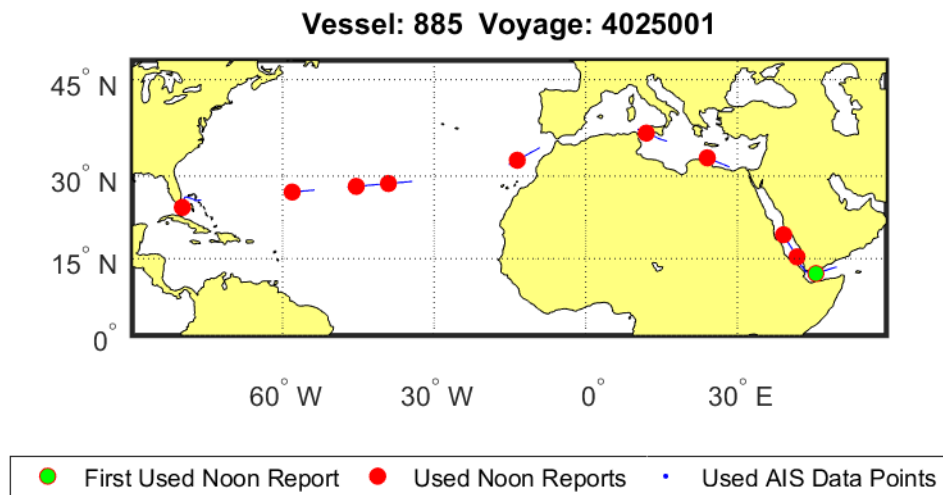 Vessel: 885 Voyage: 4025001
45° N
30° N
15° N
0°
60° W
30° W
0°
30° E
First Used Noon Report
Used Noon Reports
Used AIS Data Points